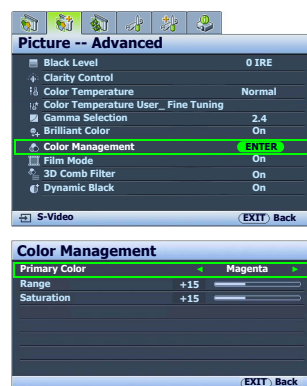 Picture -- Advanced
Black Level 0 IRE
Clarity Control
Color Temperature Normal
Color Temperature User_ Fine Tuning
Gamma Selection 2.4
Brilliant Color On
Color Management ENTER
Film Mode On
3D Comb Filter On
Dynamic Black On
S-Video EXIT Back
Color Management
Primary Color Magenta
Range +15
Saturation +15
EXIT Back